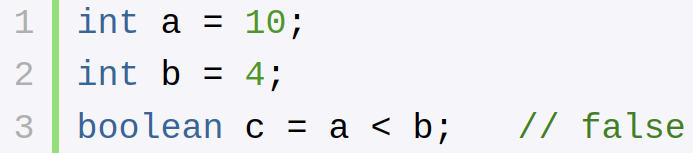 1 int a = 10;
2 int b = 4;
3 boolean c = a < b;   // false